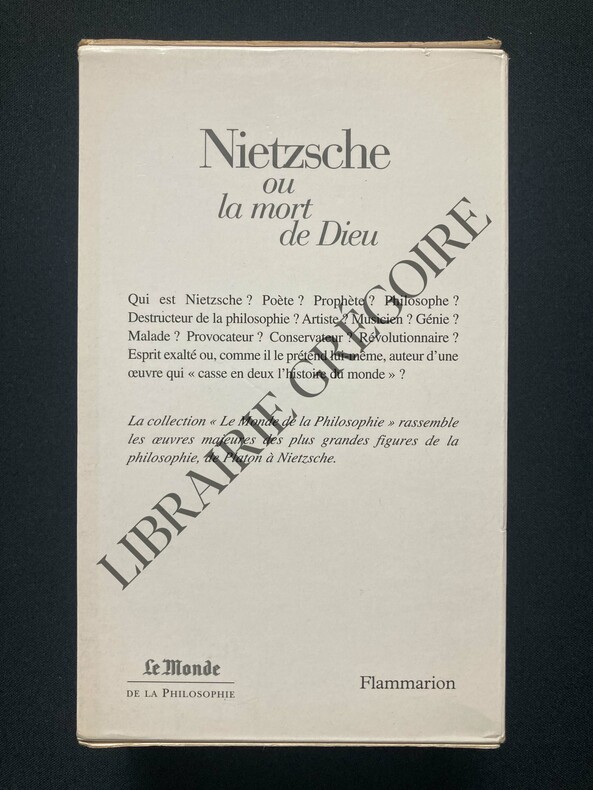 Nietzsche
ou
la mort
de Dieu
Qui est Nietzsche ? Poète ? Prophète ? Philosophe ?
Destructeur de la philosophie ? Artiste ? Musicien ? Génie ?
Malade ? Provocateur ? Conservateur ? Révolutionnaire ?
Esprit exalté ou, comme il le prétend lui-même, auteur d'une
œuvre qui « casse en deux l'histoire du monde » ?
La collection « Le Monde de la Philosophie » rassemble
les œuvres majeures des plus grandes figures de la
philosophie, de Platon à Nietzsche.
LIBRAIRIE GRÉGOIRE
Le Monde
DE LA PHILOSOPHIE
Flammarion